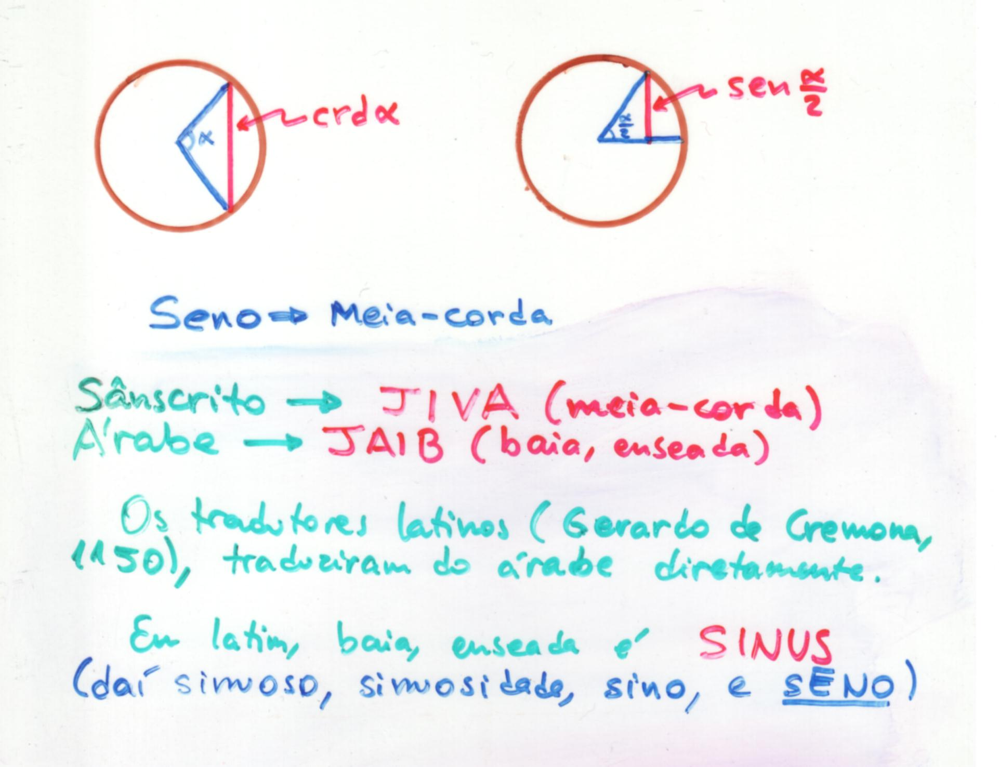 crd α
α
sen α/2
α/2
Seno ⇒ Meia-corda
Sânscrito → JIVA (meia-corda)
Árabe → JAIB (baia, enseada)
Os tradutores latinos (Gerardo de Cremona,
1150), traduziram do árabe diretamente.
Em latim, baia, enseada é SINUS
(daí sinuoso, sinuosidade, sino, e SENO)